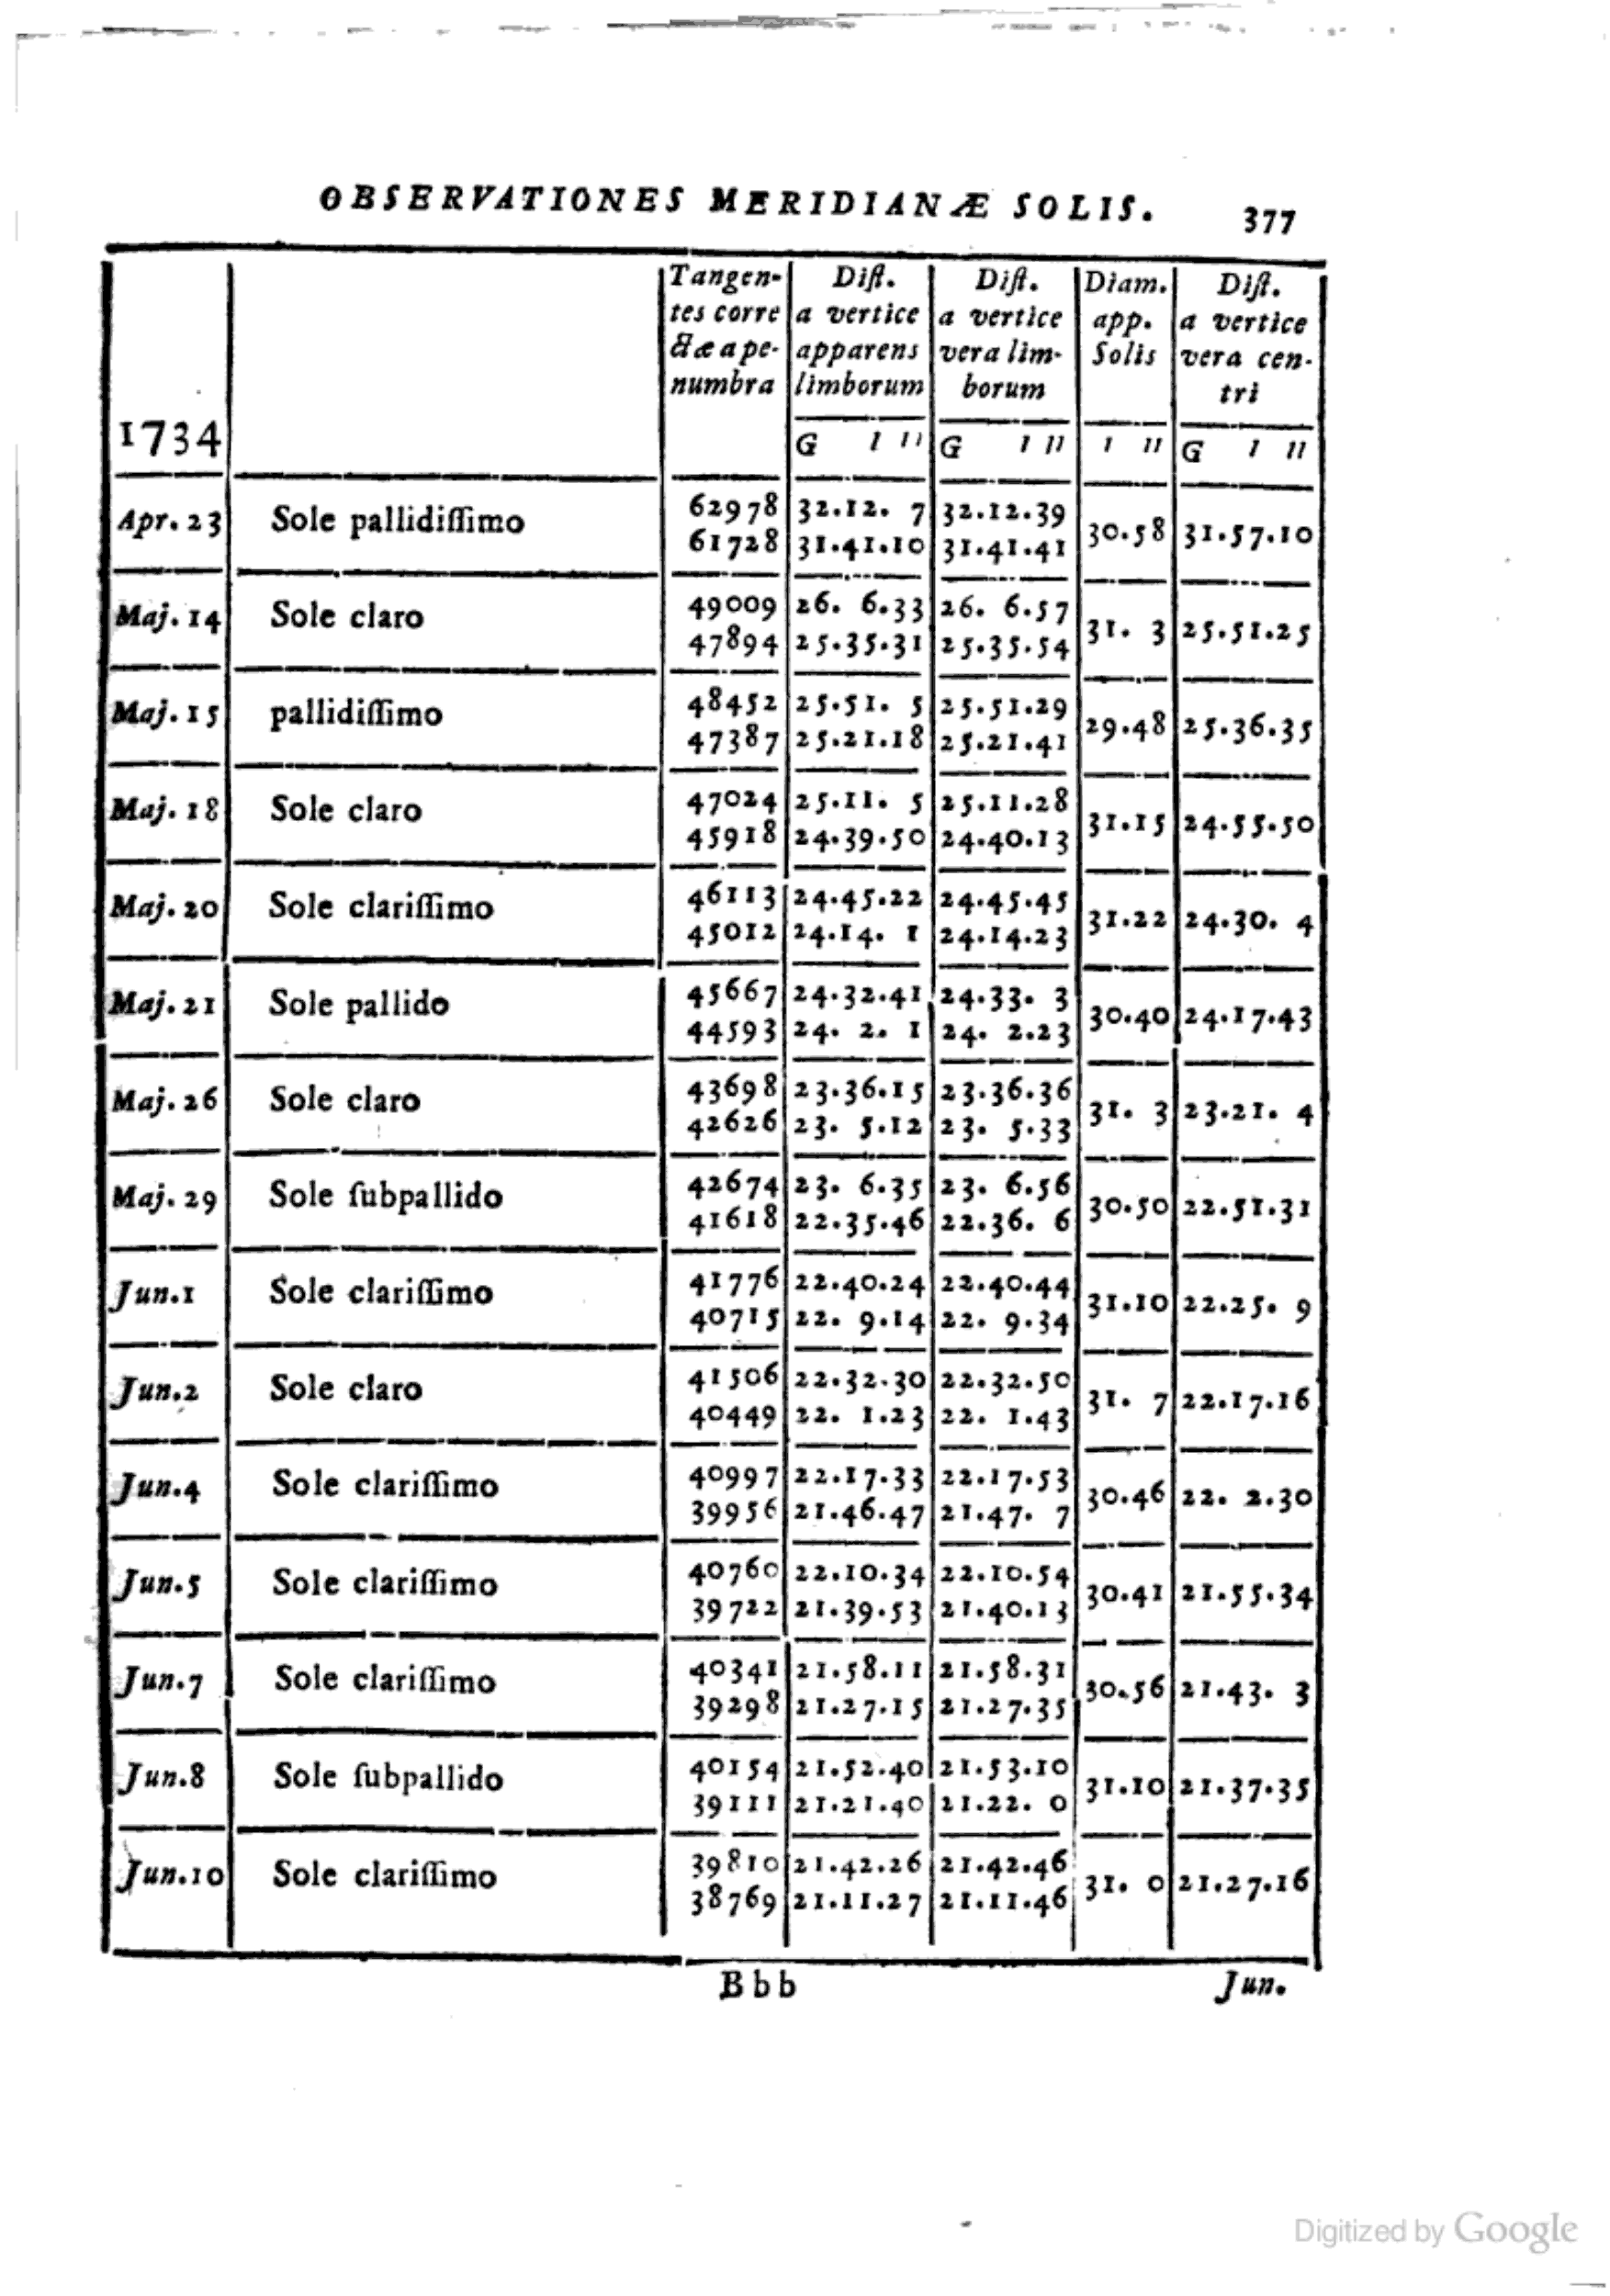 OBSERVATIONES MERIDIANÆ SOLIS. 377
1734
Tangen-
tes corre
ctæ a pe-
numbra
Diſt.
a vertice
apparens
limborum
G I II
Diſt.
a vertice
vera lim-
borum
G I II
Diam.
app.
Solis
I II
Diſt.
a vertice
vera cen-
tri
G I II
Apr. 23 Sole pallidiſſimo 62978 32.12. 7 32.12.39 30.58 31.57.10
61728 31.41.10 31.41.41
Maj. 14 Sole claro 49009 26. 6.33 26. 6.57 31. 3 25.51.25
47894 25.35.31 25.35.54
Maj. 15 pallidiſſimo 48452 25.51. 5 25.51.29 29.48 25.36.35
47387 25.21.18 25.21.41
Maj. 18 Sole claro 47024 25.11. 5 25.11.28 31.15 24.55.50
45918 24.39.50 24.40.13
Maj. 20 Sole clariſſimo 46113 24.45.22 24.45.45 31.22 24.30. 4
45012 24.14. 1 24.14.23
Maj. 21 Sole pallido 45667 24.32.41 24.33. 3 30.40 24.17.43
44593 24. 2. 1 24. 2.23
Maj. 26 Sole claro 43698 23.36.15 23.36.36 31. 3 23.21. 4
42626 23. 5.12 23. 5.33
Maj. 29 Sole ſubpallido 42674 23. 6.35 23. 6.56 30.50 22.51.31
41618 22.35.46 22.36. 6
Jun.1 Sole clariſſimo 41776 22.40.24 22.40.44 31.10 22.25. 9
40715 22. 9.14 22. 9.34
Jun.2 Sole claro 41506 22.32.30 22.32.50 31. 7 22.17.16
40449 22. 1.23 22. 1.43
Jun.4 Sole clariſſimo 40997 22.17.33 22.17.53 30.46 22. 2.30
39956 21.46.47 21.47. 7
Jun.5 Sole clariſſimo 40760 22.10.34 22.10.54 30.41 21.55.34
39722 21.39.53 21.40.13
Jun.7 Sole clariſſimo 40341 21.58.11 21.58.31 30.56 21.43. 3
39298 21.27.15 21.27.35
Jun.8 Sole ſubpallido 40154 21.52.40 21.53.10 31.10 21.37.35
39111 21.21.40 21.22. 0
Jun.10 Sole clariſſimo 39810 21.42.26 21.42.46 31. 0 21.27.16
38769 21.11.27 21.11.46
Bbb Jun.
Digitized by Google